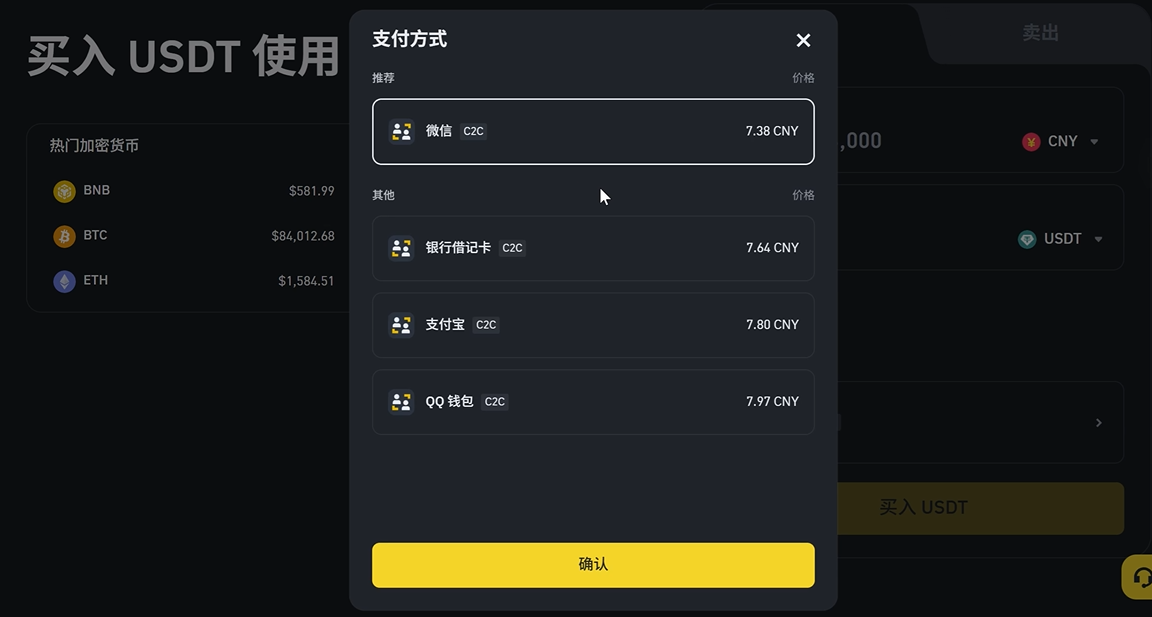 买入 USDT 使用
热门加密货币
BNB $581.99
BTC $84,012.68
ETH $1,584.51
支付方式
推荐 价格
微信 C2C 7.38 CNY
其他 价格
银行借记卡 C2C 7.64 CNY
支付宝 C2C 7.80 CNY
QQ 钱包 C2C 7.97 CNY
确认
卖出
,000 CNY
USDT
买入 USDT